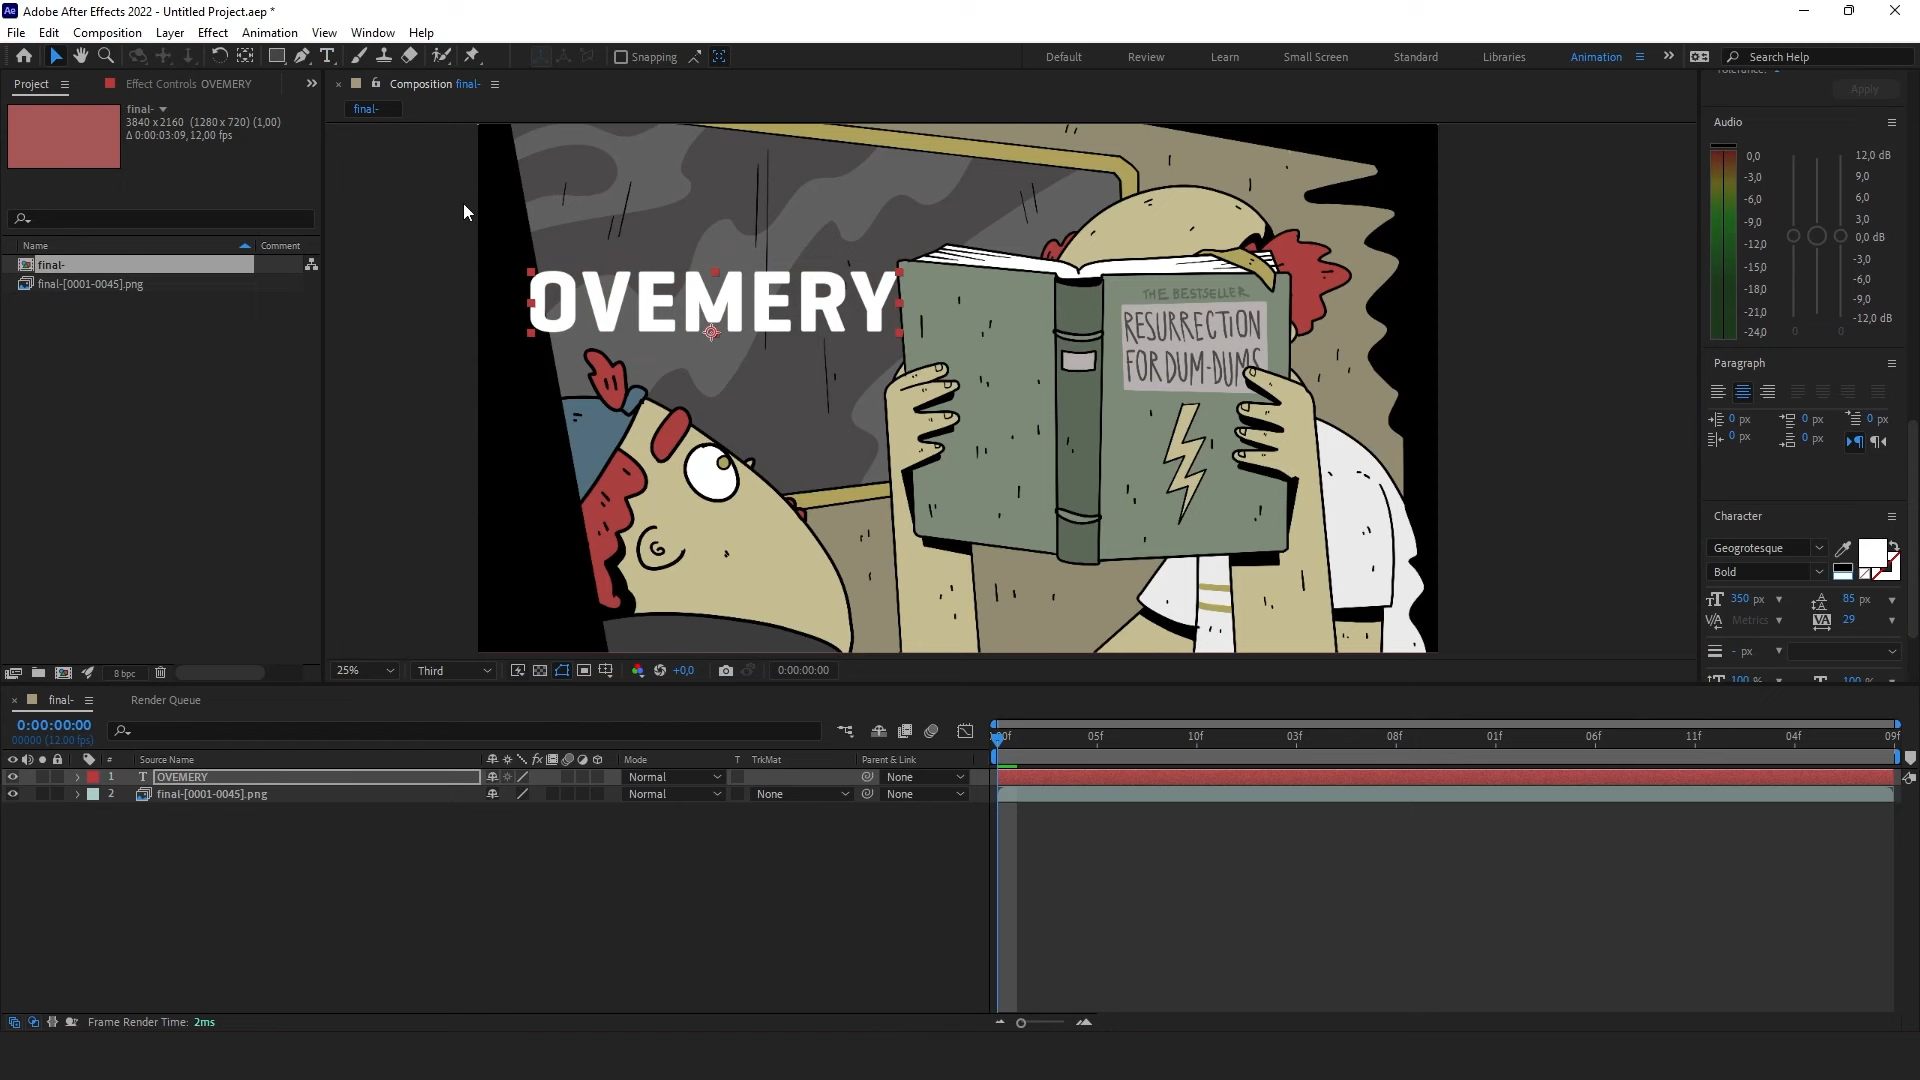 Ae Adobe After Effects 2022 - Untitled Project.aep *
File Edit Composition Layer Effect Animation View Window Help
Snapping
Default Review Learn Small Screen Standard Libraries Animation Search Help
Project Effect Controls OVEMERY
Composition final-
final-
final-
3840 x 2160 (1280 x 720) (1,00)
Δ 0:00:03:09, 12,00 fps
Name Comment
final-
final-[0001-0045].png
8 bpc
OVEMERY
THE BESTSELLER
RESURRECTION
FOR DUM-DUMS
25% Third +0,0 0:00:00:00
Apply
Audio
0,0 12,0 dB
-3,0 9,0
-6,0 6,0
-9,0 3,0
-12,0 0,0 dB
-15,0 -3,0
-18,0 -6,0
-21,0 -9,0
-24,0 0 0 -12,0 dB
Paragraph
0 px 0 px 0 px
0 px 0 px
Character
Geogrotesque
Bold
350 px 85 px
Metrics 29
- px
100 % 100 %
final- Render Queue
0:00:00:00
00000 (12.00 fps)
05f 10f 03f 08f 01f 06f 11f 04f 09f
# Source Name fx Mode T TrkMat Parent & Link
1 T OVEMERY Normal None
2 final-[0001-0045].png Normal None None
Frame Render Time: 2ms